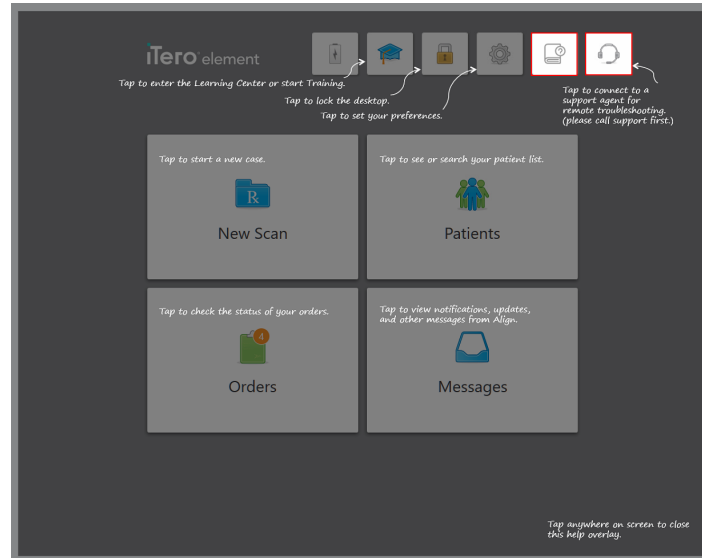 iTero element
Tap to enter the Learning Center or start Training.
Tap to lock the desktop.
Tap to set your preferences.
Tap to connect to a
support agent for
remote troubleshooting.
(please call support first.)
Tap to start a new case.
Rx
New Scan
Tap to see or search your patient list.
Patients
Tap to check the status of your orders.
4
Orders
Tap to view notifications, updates,
and other messages from Align.
Messages
Tap anywhere on screen to close
this help overlay.